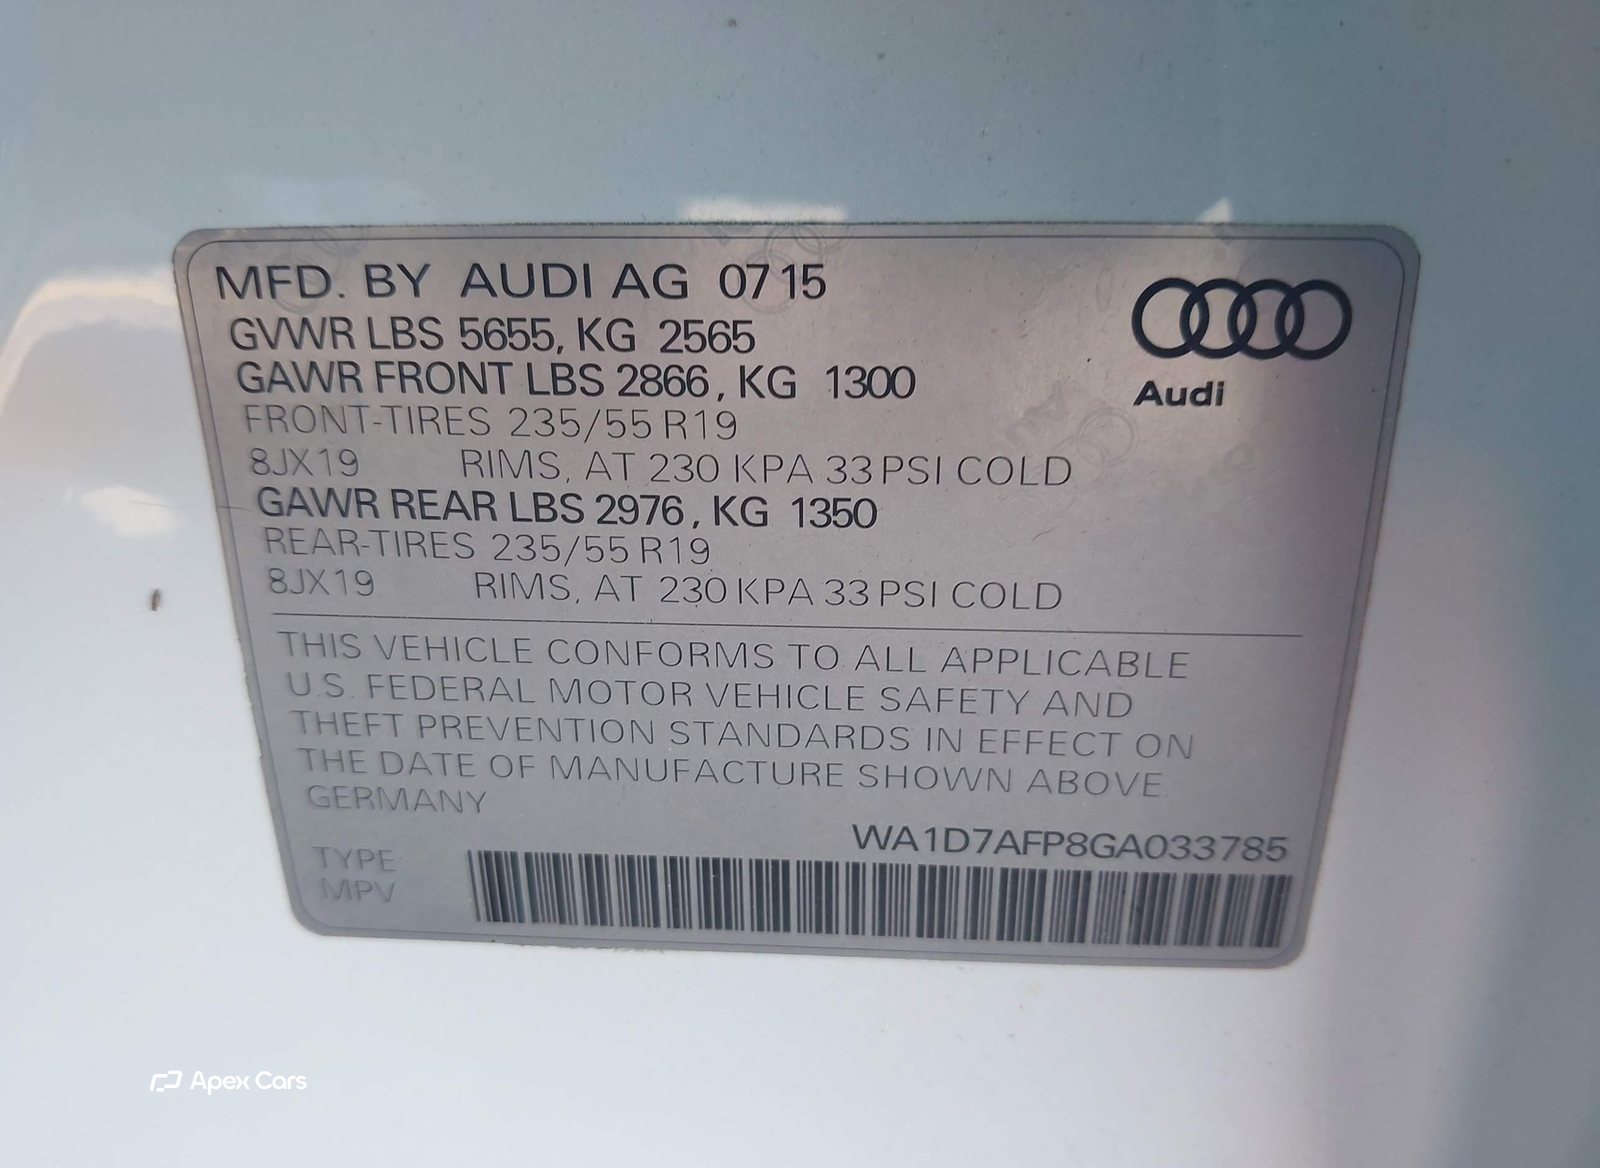 MFD. BY AUDI AG 07 15
GVWR LBS 5655, KG 2565
GAWR FRONT LBS 2866, KG 1300
FRONT-TIRES 235/55 R19
8JX19 RIMS, AT 230 KPA 33 PSI COLD
GAWR REAR LBS 2976, KG 1350
REAR-TIRES 235/55 R19
8JX19 RIMS, AT 230 KPA 33 PSI COLD
Audi
THIS VEHICLE CONFORMS TO ALL APPLICABLE
U.S. FEDERAL MOTOR VEHICLE SAFETY AND
THEFT PREVENTION STANDARDS IN EFFECT ON
THE DATE OF MANUFACTURE SHOWN ABOVE.
GERMANY
WA1D7AFP8GA033785
TYPE
MPV
Apex Cars